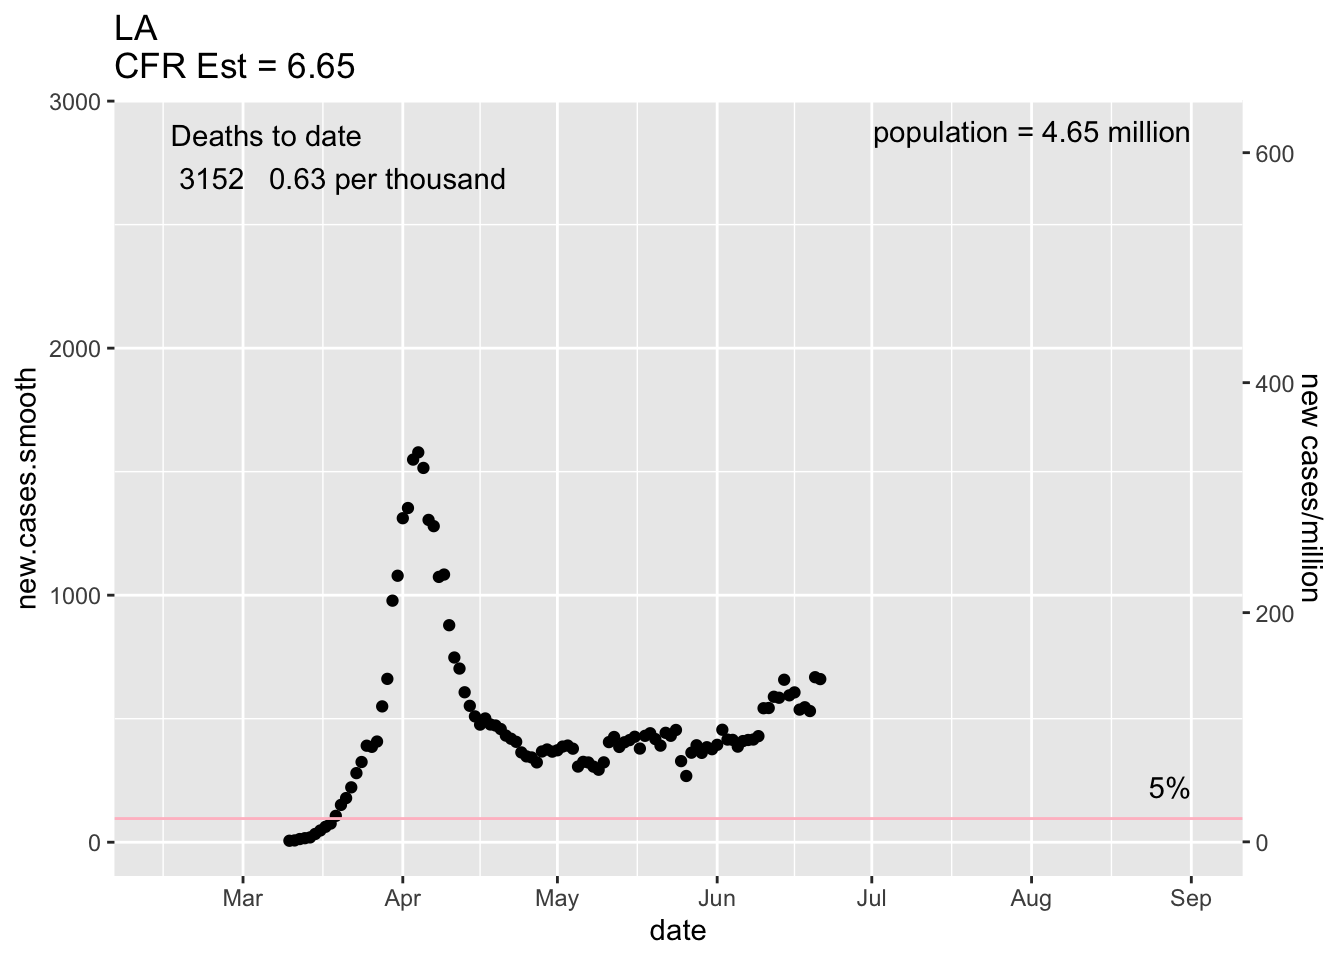 LA
CFR Est = 6.65
3000
Deaths to date
population = 4.65 million
600
3152 0.63 per thousand
2000
400
new.cases.smooth
new cases/million
1000
200
5%
0
0
Mar Apr May Jun Jul Aug Sep
date